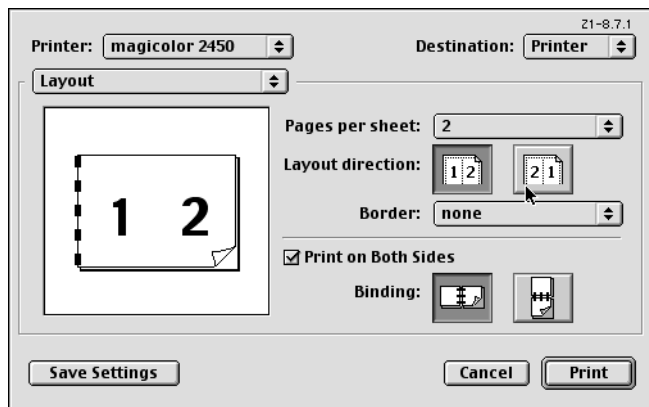 Z1-8.7.1
Printer: magicolor 2450 Destination: Printer
Layout
Pages per sheet: 2
Layout direction: 1 2 2 1
1 2
Border: none
Print on Both Sides
Binding:
Save Settings Cancel Print